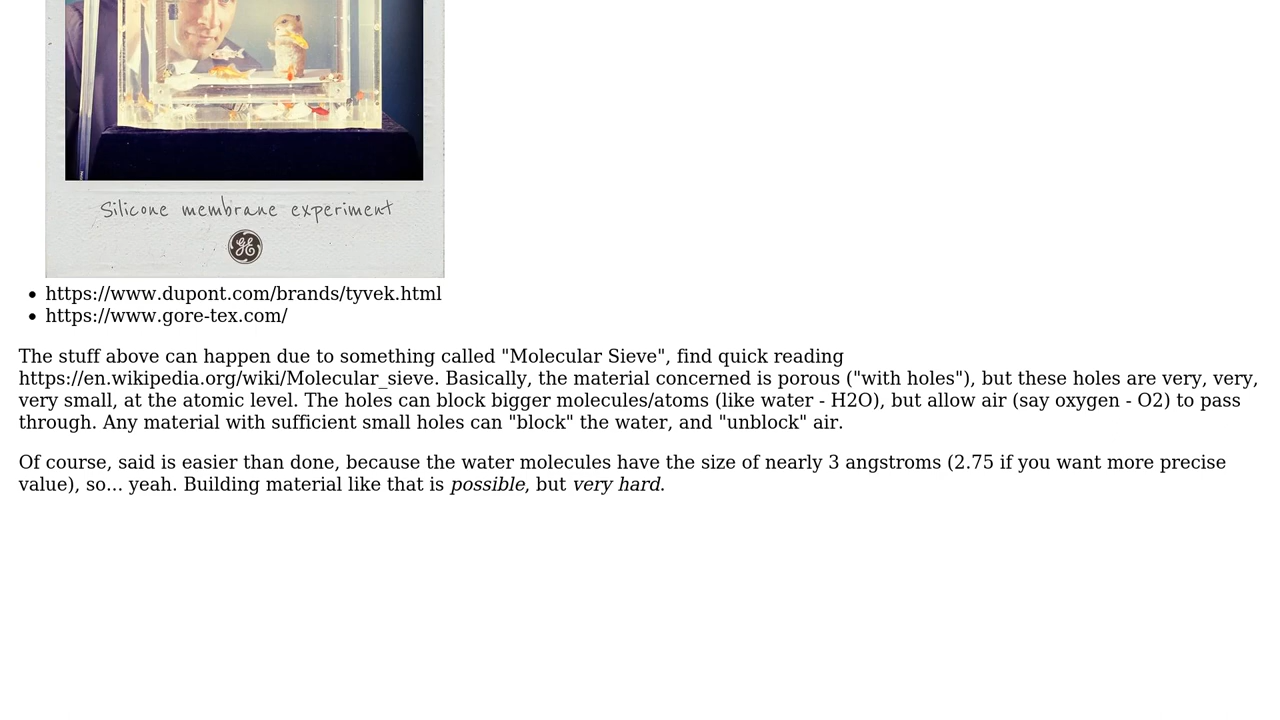 Silicone membrane experiment
GE
https://www.dupont.com/brands/tyvek.html
https://www.gore-tex.com/
The stuff above can happen due to something called "Molecular Sieve", find quick reading
https://en.wikipedia.org/wiki/Molecular_sieve. Basically, the material concerned is porous ("with holes"), but these holes are very, very,
very small, at the atomic level. The holes can block bigger molecules/atoms (like water - H2O), but allow air (say oxygen - O2) to pass
through. Any material with sufficient small holes can "block" the water, and "unblock" air.
Of course, said is easier than done, because the water molecules have the size of nearly 3 angstroms (2.75 if you want more precise
value), so... yeah. Building material like that is possible, but very hard.